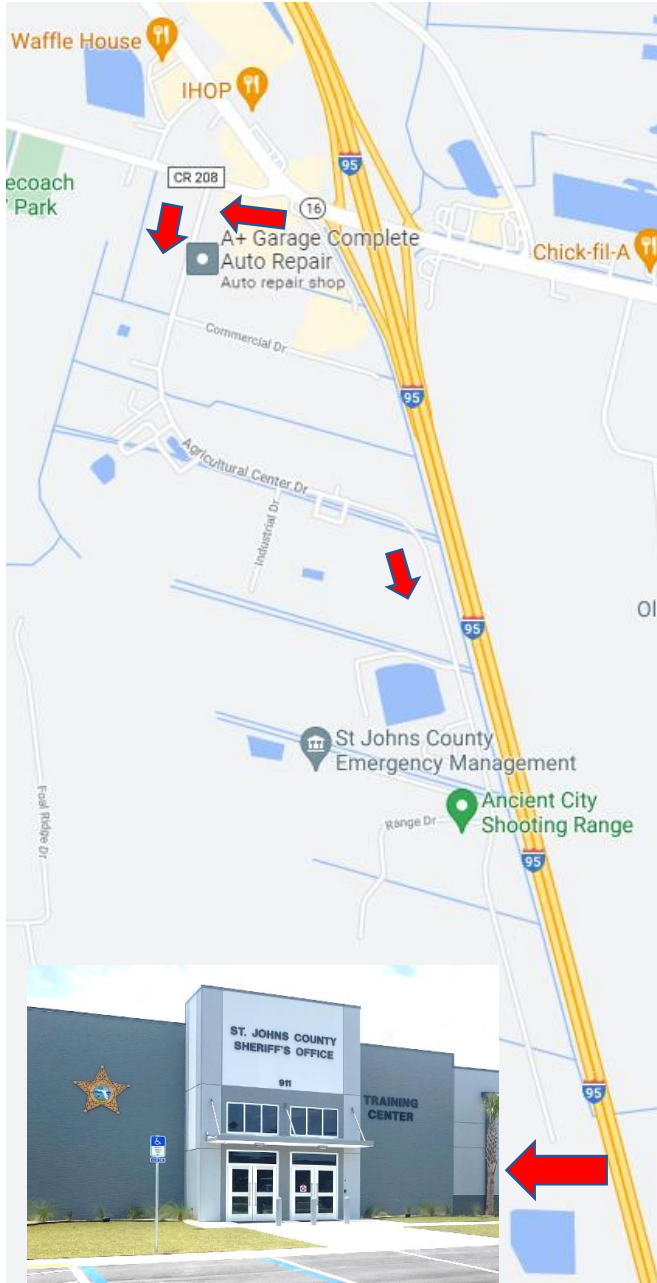 Waffle House
IHOP
95
CR 208
ecoach
Park
16
A+ Garage Complete
Auto Repair
Auto repair shop
Chick-fil-A
Commercial Dr
95
Agricultural Center Dr
Industrial Dr
Ol
95
St Johns County
Emergency Management
Foal Ridge Dr
Ancient City
Shooting Range
Range Dr
95
ST. JOHNS COUNTY
SHERIFF'S OFFICE
911
TRAINING
CENTER
95